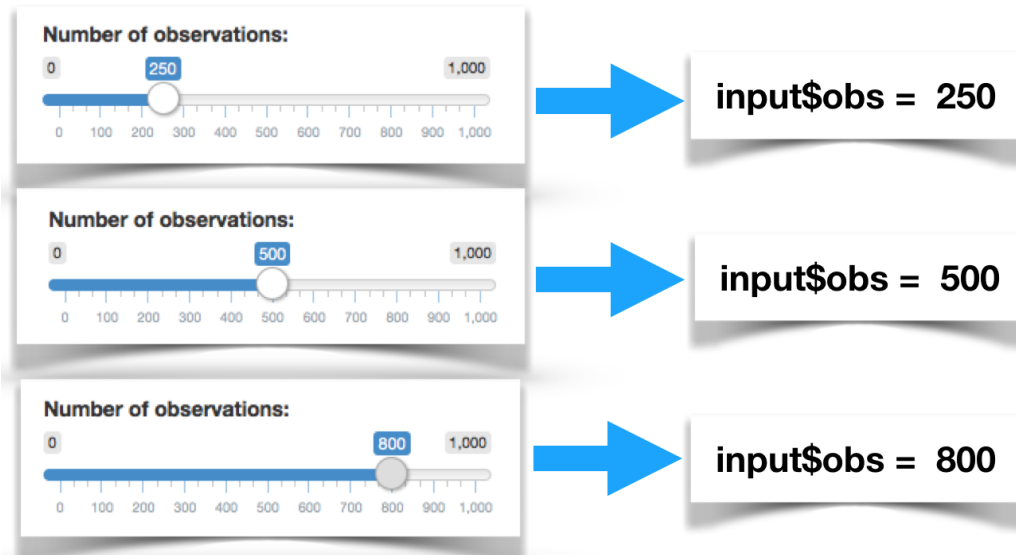 Number of observations:
0 250 1,000
0 100 200 300 400 500 600 700 800 900 1,000
input$obs = 250
Number of observations:
0 500 1,000
0 100 200 300 400 500 600 700 800 900 1,000
input$obs = 500
Number of observations:
0 800 1,000
0 100 200 300 400 500 600 700 800 900 1,000
input$obs = 800